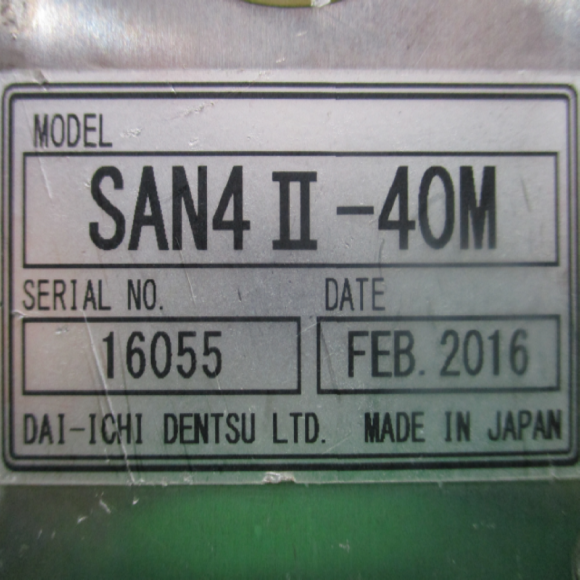 MODEL
SAN4Ⅱ-40M
SERIAL NO. DATE
16055 FEB. 2016
DAI-ICHI DENTSU LTD. MADE IN JAPAN